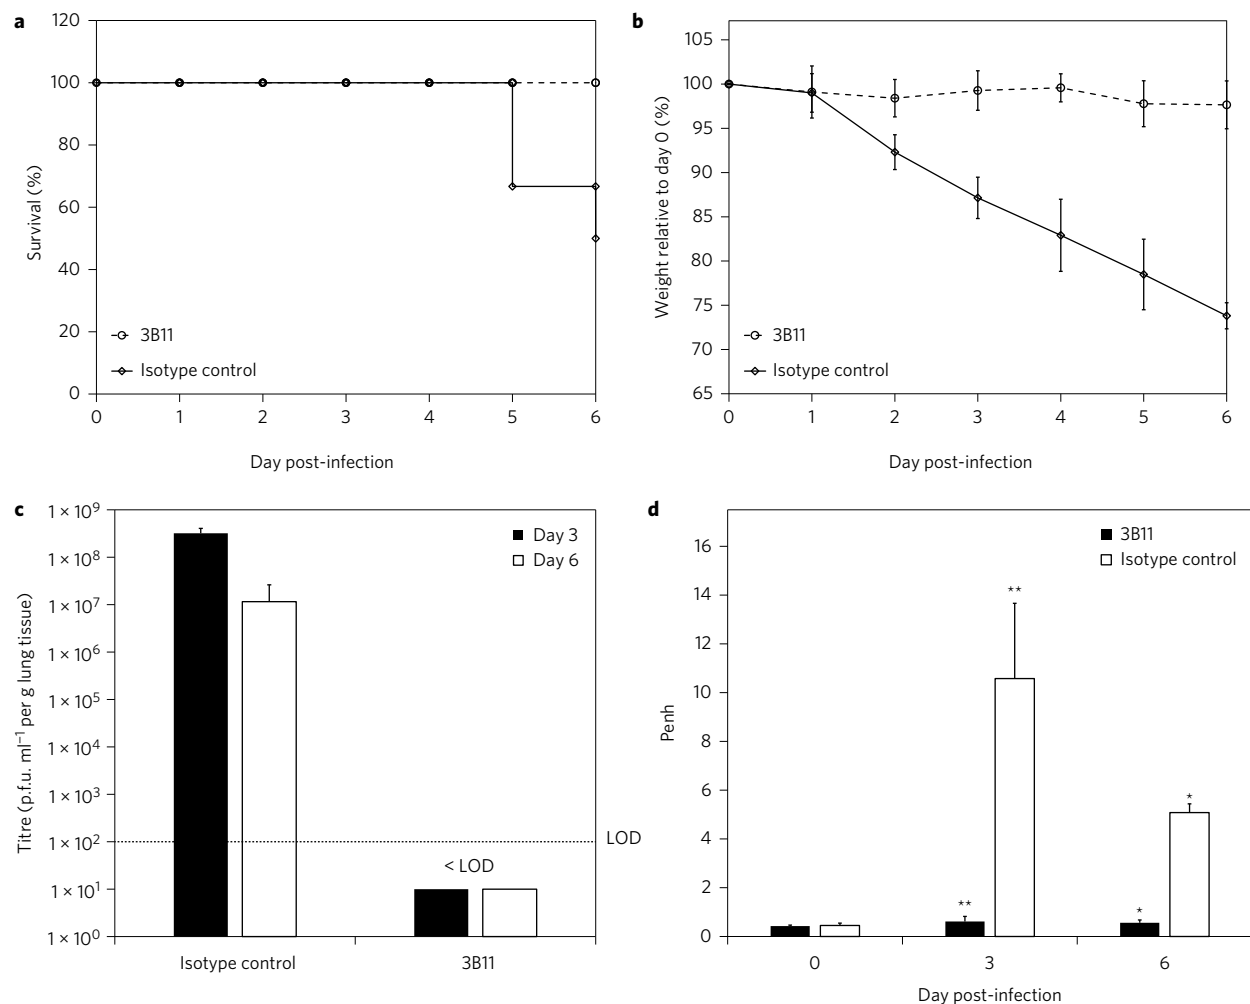 a
120
100
80
60
40
20
0
Survival (%)
3B11
Isotype control
0 1 2 3 4 5 6
Day post-infection
b
105
100
95
90
85
80
75
70
65
Weight relative to day 0 (%)
3B11
Isotype control
0 1 2 3 4 5 6
Day post-infection
c
1 × 10⁹
1 × 10⁸
1 × 10⁷
1 × 10⁶
1 × 10⁵
1 × 10⁴
1 × 10³
1 × 10²
1 × 10¹
1 × 10⁰
Titre (p.f.u. ml⁻¹ per g lung tissue)
Day 3
Day 6
LOD
< LOD
Isotype control 3B11
d
16
14
12
10
8
6
4
2
0
Penh
3B11
Isotype control
**
*
**
*
0 3 6
Day post-infection